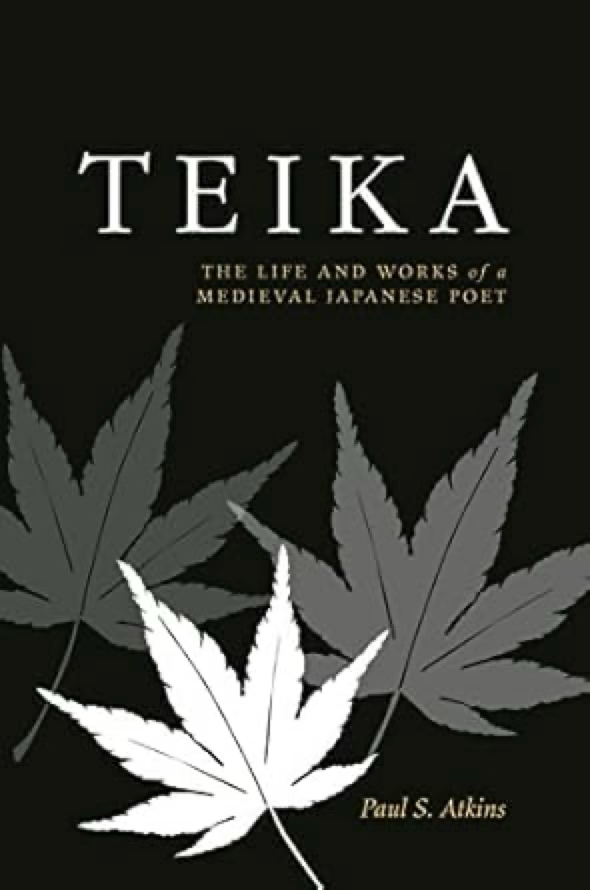 TEIKA
THE LIFE AND WORKS of a
MEDIEVAL JAPANESE POET
Paul S. Atkins